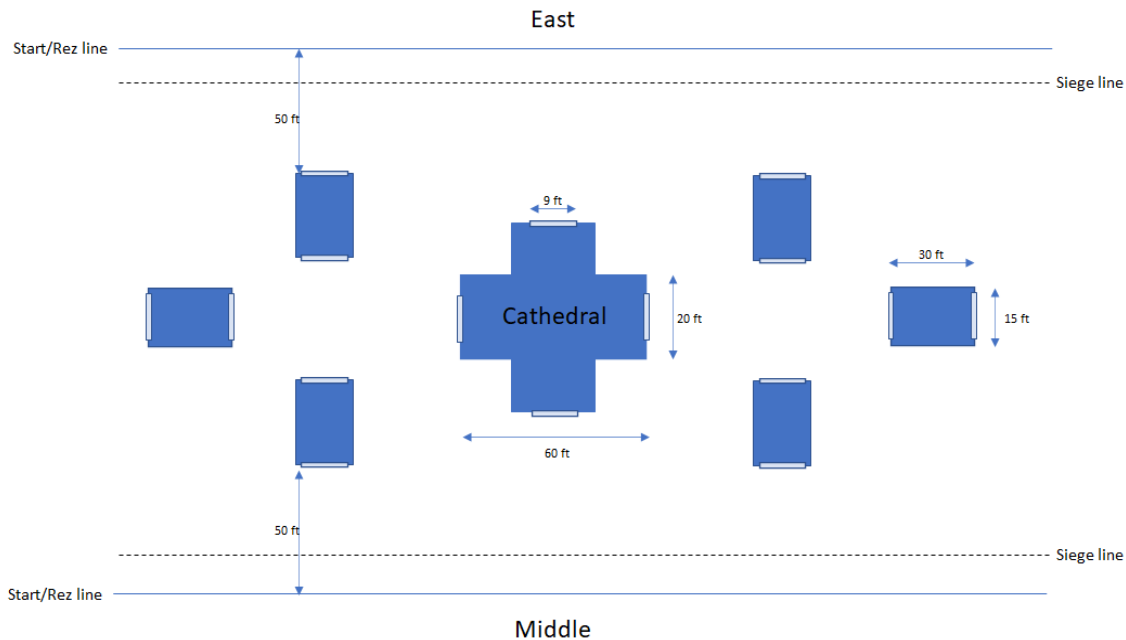 East
Start/Rez line
Siege line
50 ft
9 ft
30 ft
Cathedral
20 ft
15 ft
60 ft
50 ft
Siege line
Start/Rez line
Middle